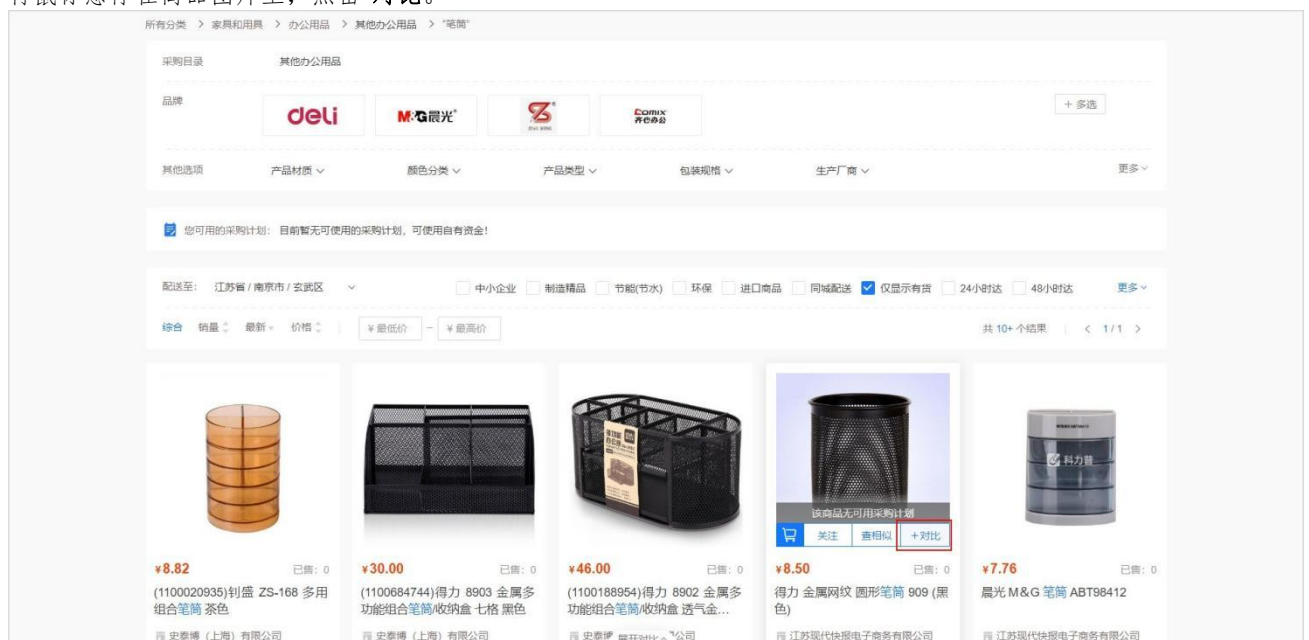 所有分类 > 家具和用具 > 办公用品 > 其他办公用品 > "笔筒"
采购目录 其他办公用品
品牌 deli M&G晨光 Comix 齐心办公 + 多选
其他选项 产品材质 颜色分类 产品类型 包装规格 生产厂商 更多
您可用的采购计划: 目前暂无可使用的采购计划, 可使用自有资金!
配送至: 江苏省 / 南京市 / 玄武区 中小企业 制造精品 节能(节水) 环保 进口商品 同城配送 仅显示有货 24小时达 48小时达 更多
综合 销量 最新 价格 ¥ 最低价 - ¥ 最高价 共 10+ 个结果 < 1/1 >
科力普
该商品无可用采购计划
关注 查相似 +对比
¥8.82 已售: 0 ¥30.00 已售: 0 ¥46.00 已售: 0 ¥8.50 已售: 0 ¥7.76 已售: 0
(1100020935)钊盛 ZS-168 多用 (1100684744)得力 8903 金属多 (1100188954)得力 8902 金属多 得力 金属网纹 圆形笔筒 909 (黑 晨光 M&G 笔筒 ABT98412
组合笔筒 茶色 功能组合笔筒/收纳盒 七格 黑色 功能组合笔筒/收纳盒 透气金... 色)
史泰博 (上海) 有限公司 史泰博 (上海) 有限公司 史泰博 展开对比 公司 江苏现代快报电子商务有限公司 江苏现代快报电子商务有限公司